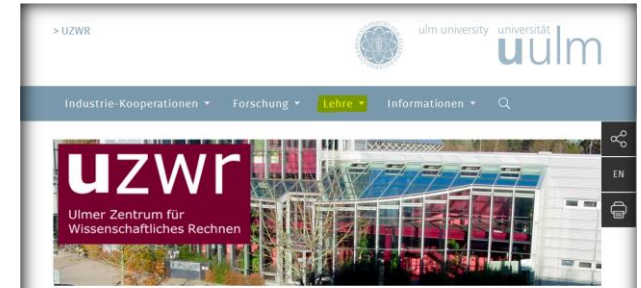 > UZWR
ulm university universität
uulm
Industrie-Kooperationen
Forschung
Lehre
Informationen
EN
uzwr
Ulmer Zentrum für
Wissenschaftliches Rechnen